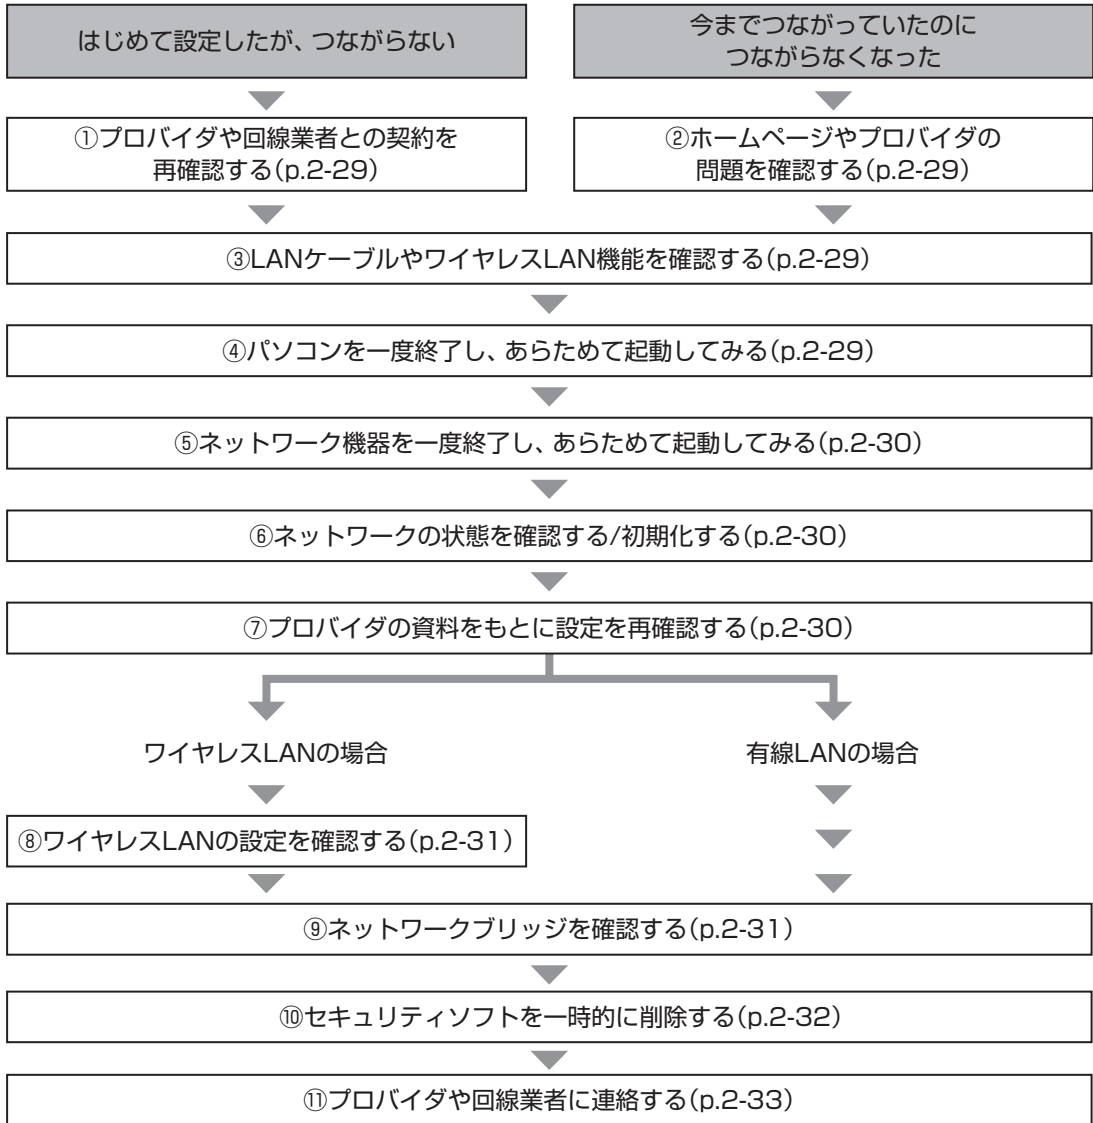 はじめて設定したが、つながらない
今までつながっていたのに
つながらなくなった
①プロバイダや回線業者との契約を
再確認する(p.2-29)
②ホームページやプロバイダの
問題を確認する(p.2-29)
③LANケーブルやワイヤレスLAN機能を確認する(p.2-29)
④パソコンを一度終了し、あらためて起動してみる(p.2-29)
⑤ネットワーク機器を一度終了し、あらためて起動してみる(p.2-30)
⑥ネットワークの状態を確認する/初期化する(p.2-30)
⑦プロバイダの資料をもとに設定を再確認する(p.2-30)
ワイヤレスLANの場合
有線LANの場合
⑧ワイヤレスLANの設定を確認する(p.2-31)
⑨ネットワークブリッジを確認する(p.2-31)
⑩セキュリティソフトを一時的に削除する(p.2-32)
⑪プロバイダや回線業者に連絡する(p.2-33)